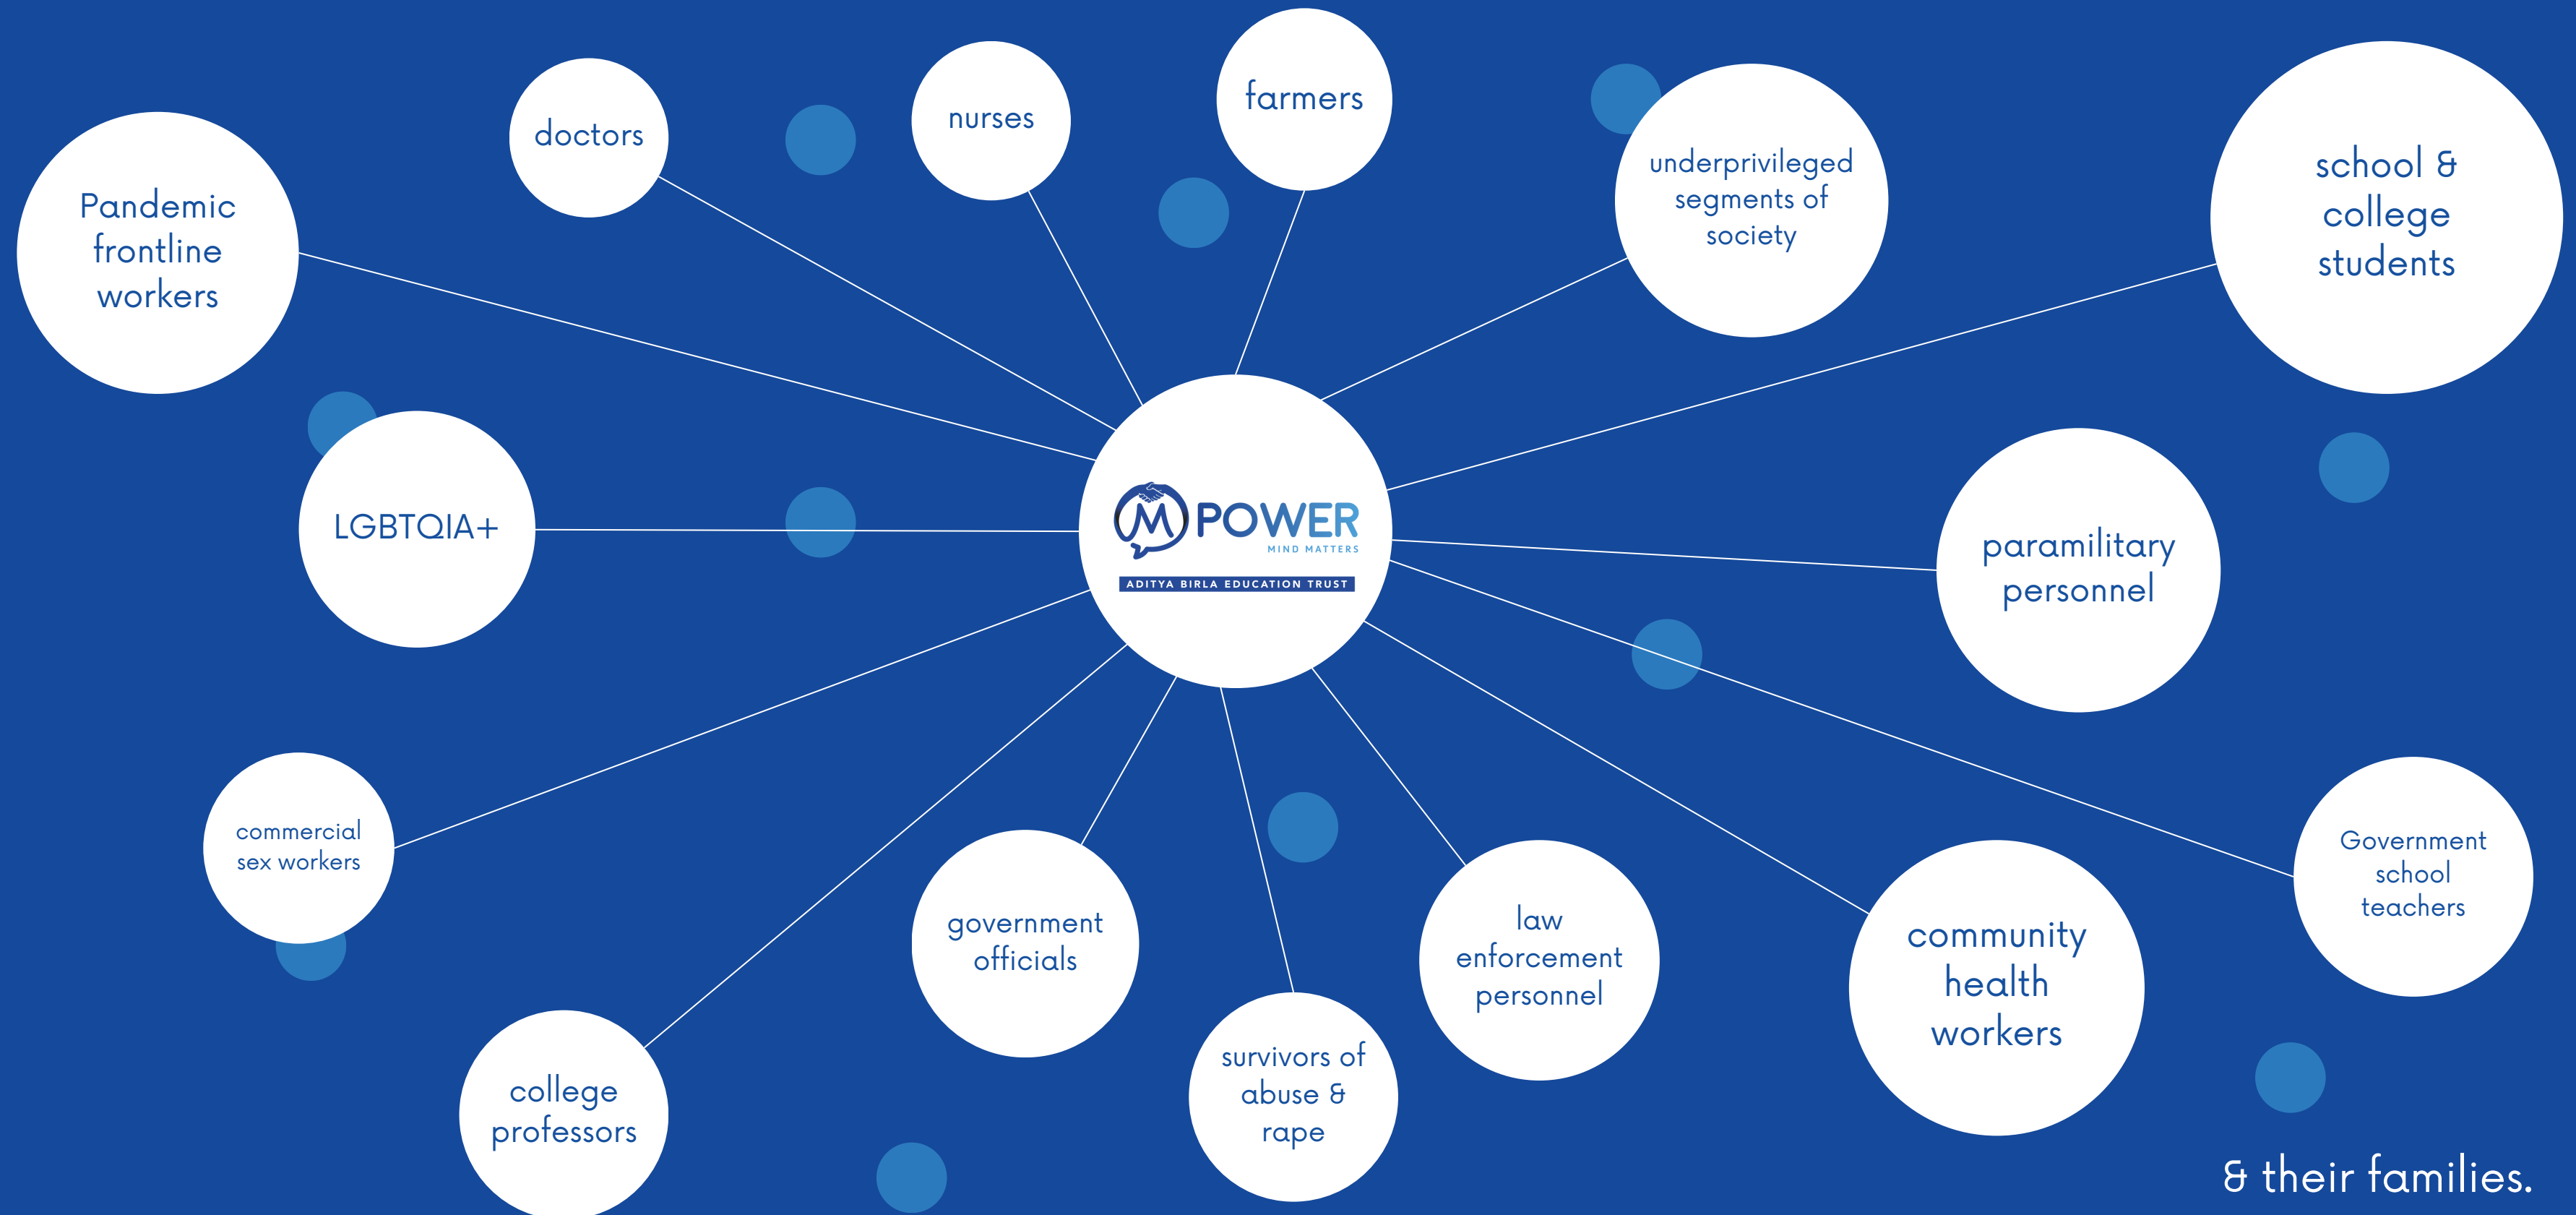 farmers
nurses
doctors
underprivileged
segments of
society
school &
college
students
Pandemic
frontline
workers
LGBTQIA+
M POWER
MIND MATTERS
ADITYA BIRLA EDUCATION TRUST
paramilitary
personnel
commercial
sex workers
government
officials
law
enforcement
personnel
community
health
workers
Government
school
teachers
college
professors
survivors of
abuse &
rape
& their families.